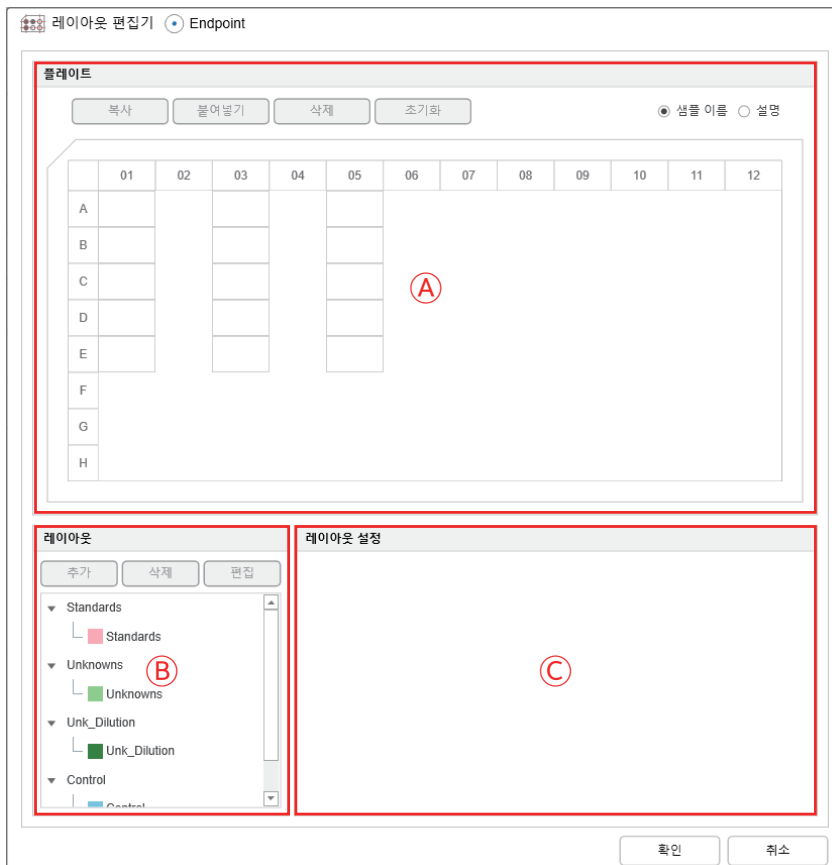 레이아웃 편집기 Endpoint
플레이트
복사 붙여넣기 삭제 초기화 샘플 이름 설명
01 02 03 04 05 06 07 08 09 10 11 12
A
B
C
D
E
F
G
H
Ⓐ
레이아웃
추가 삭제 편집
Standards
Standards
Unknowns
Unknowns
Unk_Dilution
Unk_Dilution
Control
Control
Ⓑ
레이아웃 설정
Ⓒ
확인 취소